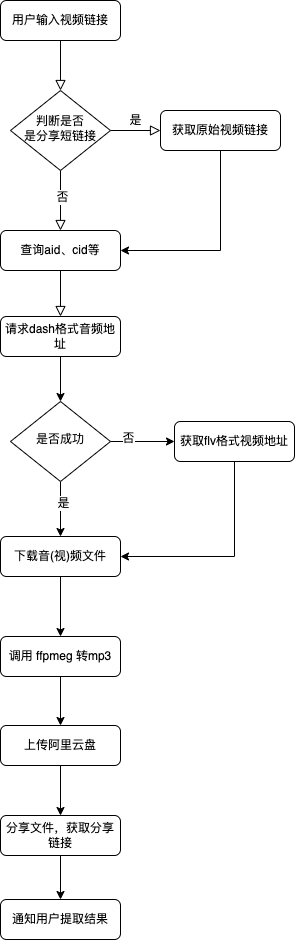 用户输入视频链接
判断是否
是分享短链接
是
获取原始视频链接
否
查询aid、cid等
请求dash格式音频地
址
是否成功
否
获取flv格式视频地址
是
下载音(视)频文件
调用 ffpmeg 转mp3
上传阿里云盘
分享文件，获取分享
链接
通知用户提取结果